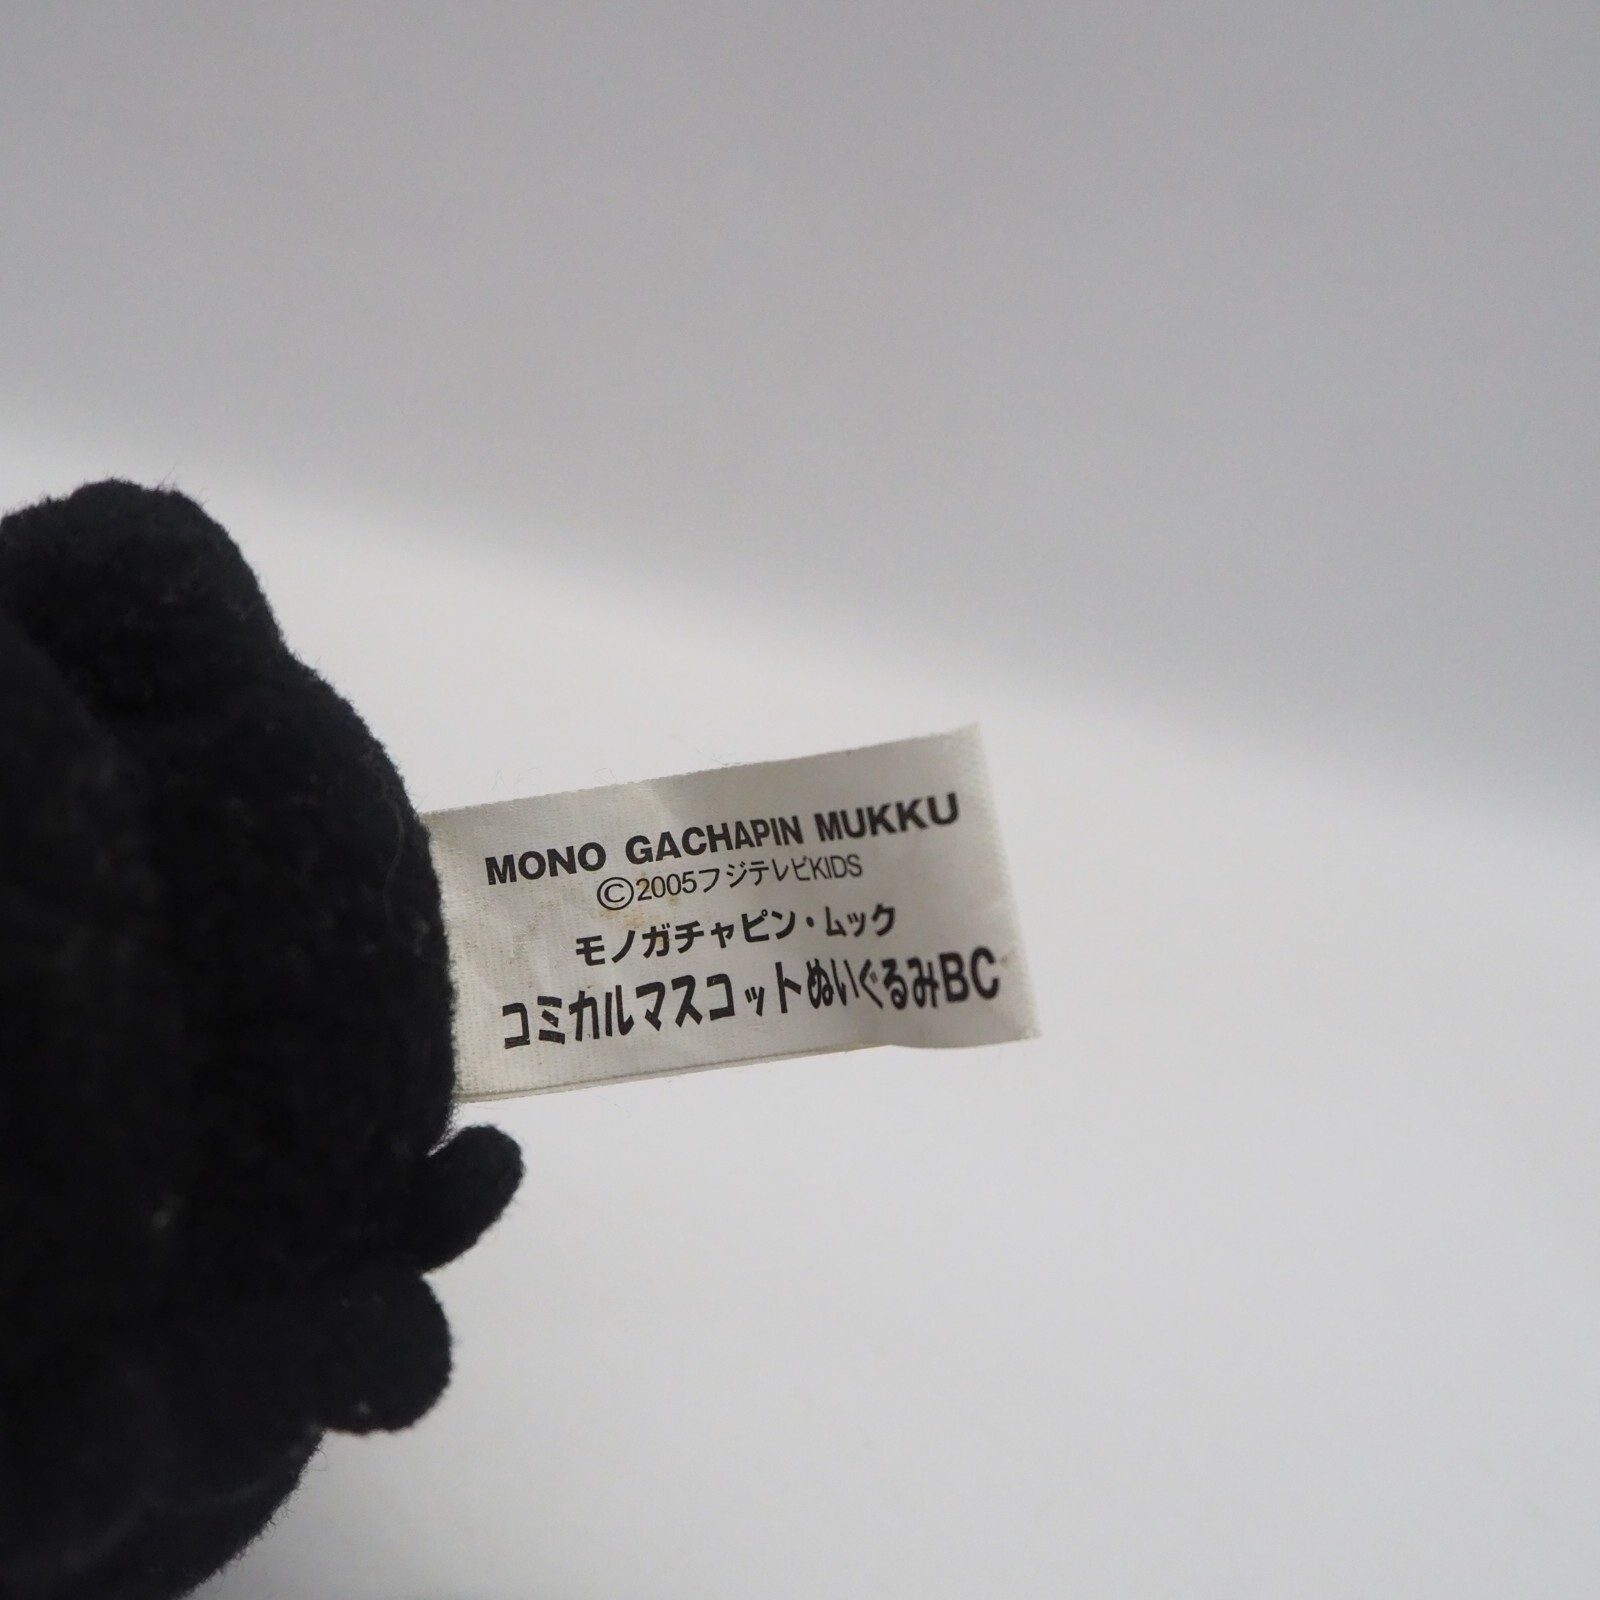 MONO GACHAPIN MUKKU
©2005フジテレビKIDS
モノガチャピン・ムック
コミカルマスコットぬいぐるみBC